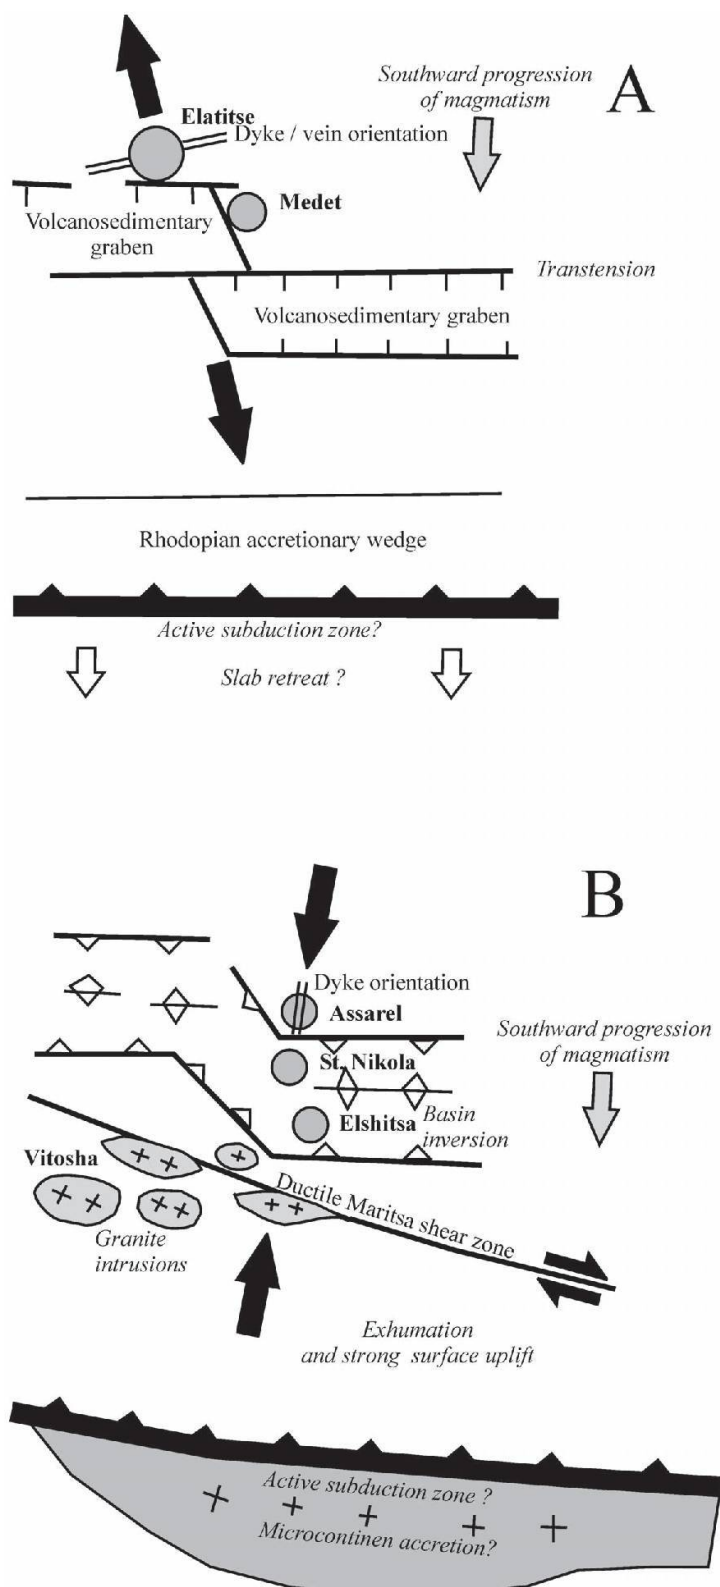 Southward progression
of magmatism
A
Elatitse
Dyke / vein orientation
Medet
Volcanosedimentary
graben
Transtension
Volcanosedimentary graben
Rhodopian accretionary wedge
Active subduction zone?
Slab retreat ?
B
Dyke orientation
Assarel
Southward progression
of magmatism
St. Nikola
Elshitsa
Basin
inversion
Vitosha
Ductile Maritsa shear zone
Granite
intrusions
Exhumation
and strong surface uplift
Active subduction zone ?
Microcontinen accretion?